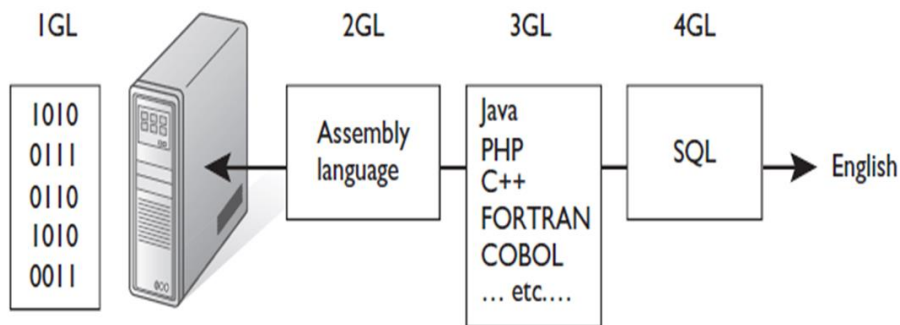 1GL
2GL
3GL
4GL
1010
0111
0110
1010
0011
Assembly
language
Java
PHP
C++
FORTRAN
COBOL
... etc....
SQL
English